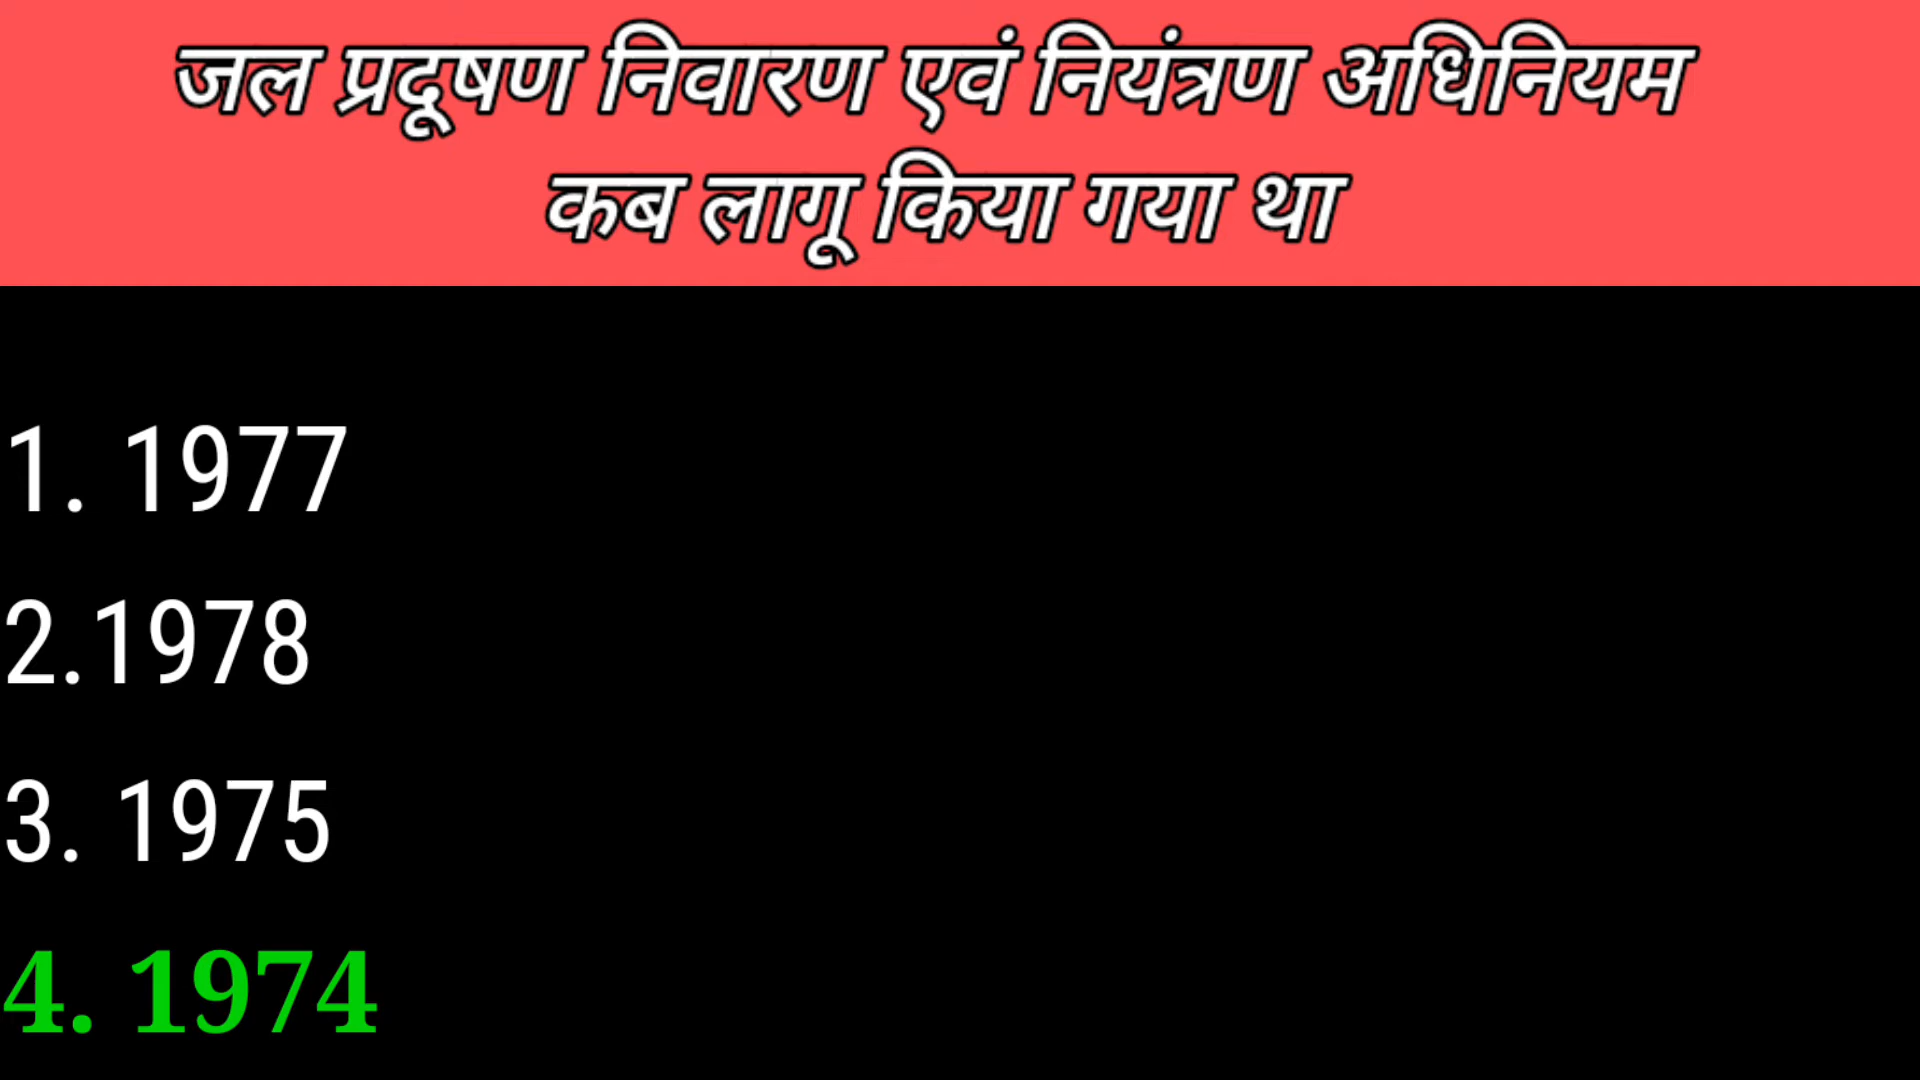 जल प्रदूषण निवारण एवं नियंत्रण अधिनियम
कब लागू किया गया था
1. 1977
2.1978
3. 1975
4. 1974